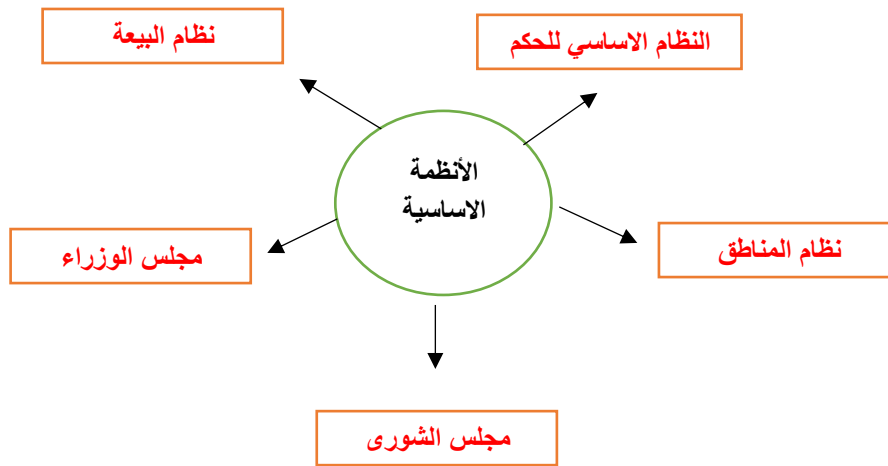 النظام الاساسي للحكم
نظام البيعة
الأنظمة
الاساسية
نظام المناطق
مجلس الوزراء
مجلس الشورى